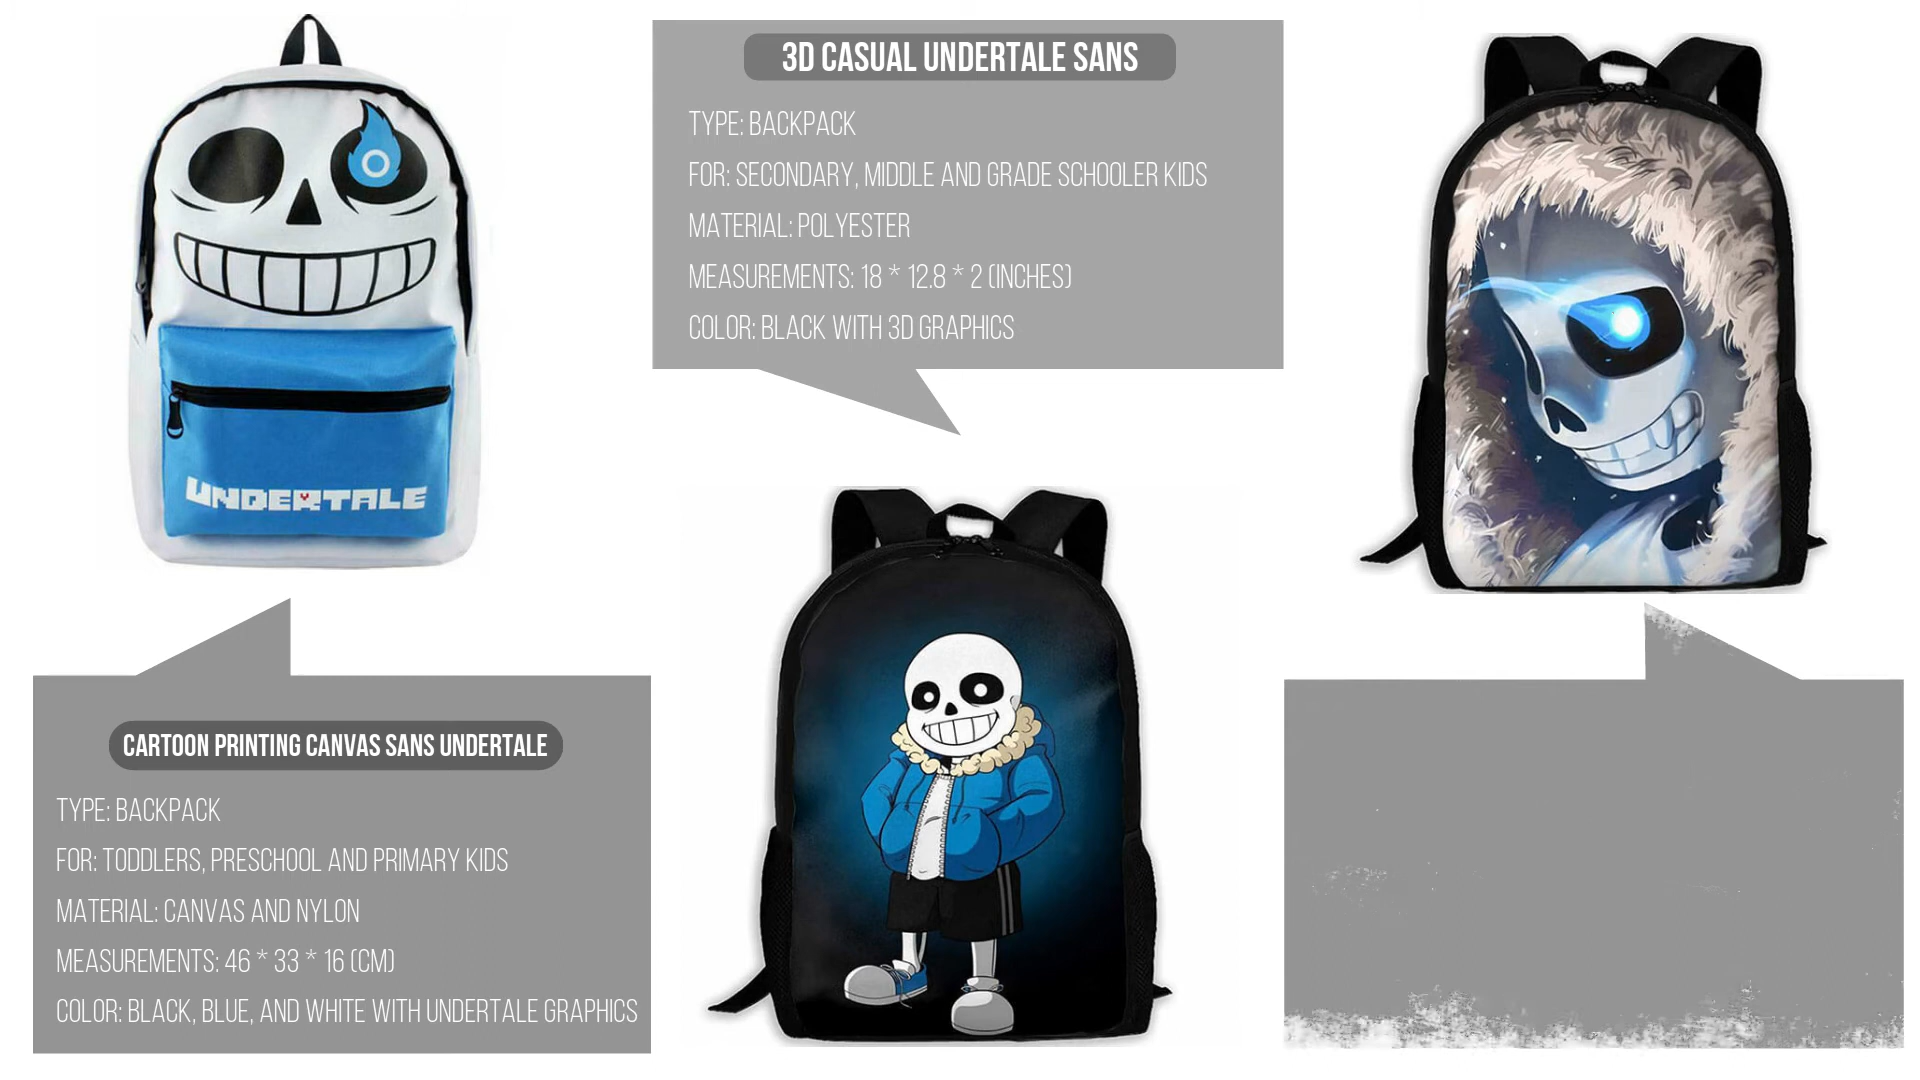 3D CASUAL UNDERTALE SANS
TYPE: BACKPACK
FOR: SECONDARY, MIDDLE AND GRADE SCHOOLER KIDS
MATERIAL: POLYESTER
MEASUREMENTS: 18 * 12.8 * 2 (INCHES)
COLOR: BLACK WITH 3D GRAPHICS
UNDERTALE
CARTOON PRINTING CANVAS SANS UNDERTALE
TYPE: BACKPACK
FOR: TODDLERS, PRESCHOOL AND PRIMARY KIDS
MATERIAL: CANVAS AND NYLON
MEASUREMENTS: 46 * 33 * 16 (CM)
COLOR: BLACK, BLUE, AND WHITE WITH UNDERTALE GRAPHICS